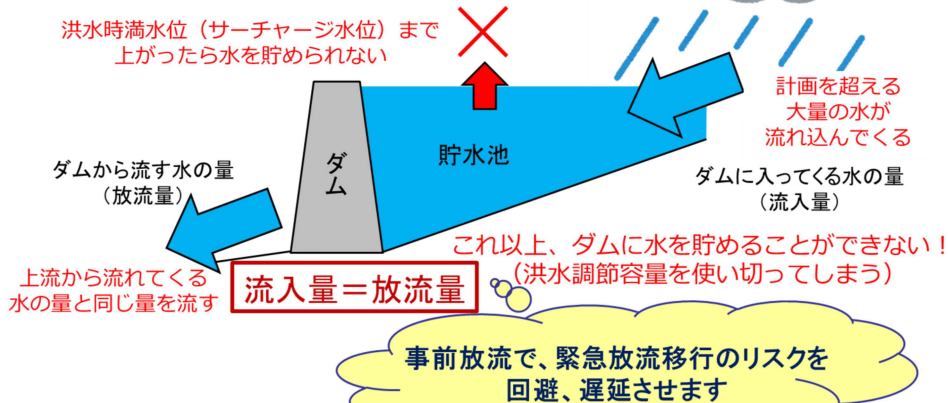 洪水時満水位（サーチャージ水位）まで
上がったら水を貯められない
計画を超える
大量の水が
流れ込んでくる
ダム
貯水池
ダムから流す水の量
（放流量）
ダムに入ってくる水の量
（流入量）
上流から流れてくる
水の量と同じ量を流す
流入量＝放流量
これ以上、ダムに水を貯めることができない！
（洪水調節容量を使い切ってしまう）
事前放流で、緊急放流移行のリスクを
回避、遅延させます